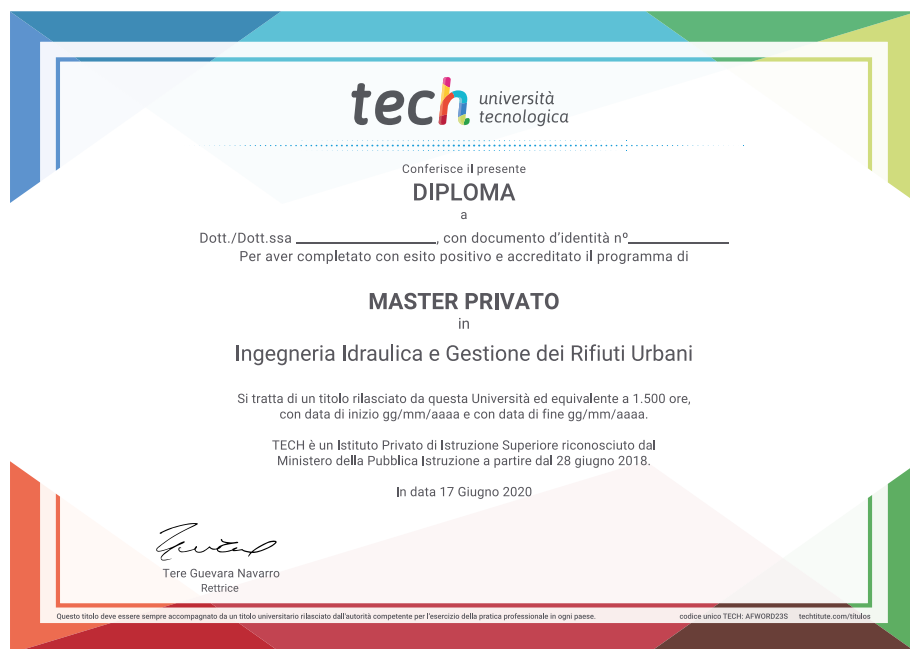 tech università
tecnologica
Conferisce il presente
DIPLOMA
a
Dott./Dott.ssa ________________, con documento d'identità nº____________
Per aver completato con esito positivo e accreditato il programma di
MASTER PRIVATO
in
Ingegneria Idraulica e Gestione dei Rifiuti Urbani
Si tratta di un titolo rilasciato da questa Università ed equivalente a 1.500 ore,
con data di inizio gg/mm/aaaa e con data di fine gg/mm/aaaa.
TECH è un Istituto Privato di Istruzione Superiore riconosciuto dal
Ministero della Pubblica Istruzione a partire dal 28 giugno 2018.
In data 17 Giugno 2020
Tere Guevara Navarro
Rettrice
Questo titolo deve essere sempre accompagnato da un titolo universitario rilasciato dall'autorità competente per l'esercizio della pratica professionale in ogni paese. codice unico TECH: AFWORD23S techtitute.com/títulos